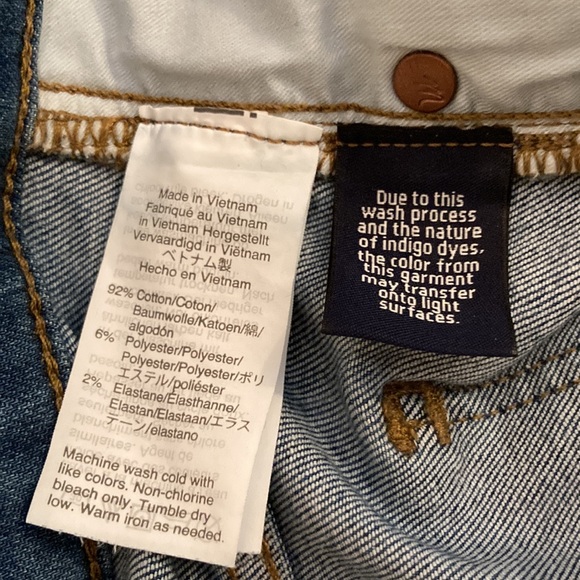 Made in Vietnam
Fabriqué au Vietnam
in Vietnam Hergestellt
Vervaardigd in Viëtnam
ベトナム製
Hecho en Vietnam
92% Cotton/Coton/
Baumwolle/Katoen/綿/
algodón
6% Polyester/Polyester/
Polyester/Polyester/ポリ
エステル/poliéster
2% Elastane/Elasthanne/
Elastan/Elastaan/エラス
テーン/elastano
Machine wash cold with
like colors. Non-chlorine
bleach only. Tumble dry
low. Warm iron as needed.
Due to this
wash process
and the nature
of indigo dyes,
the color from
this garment
may transfer
onto light
surfaces.